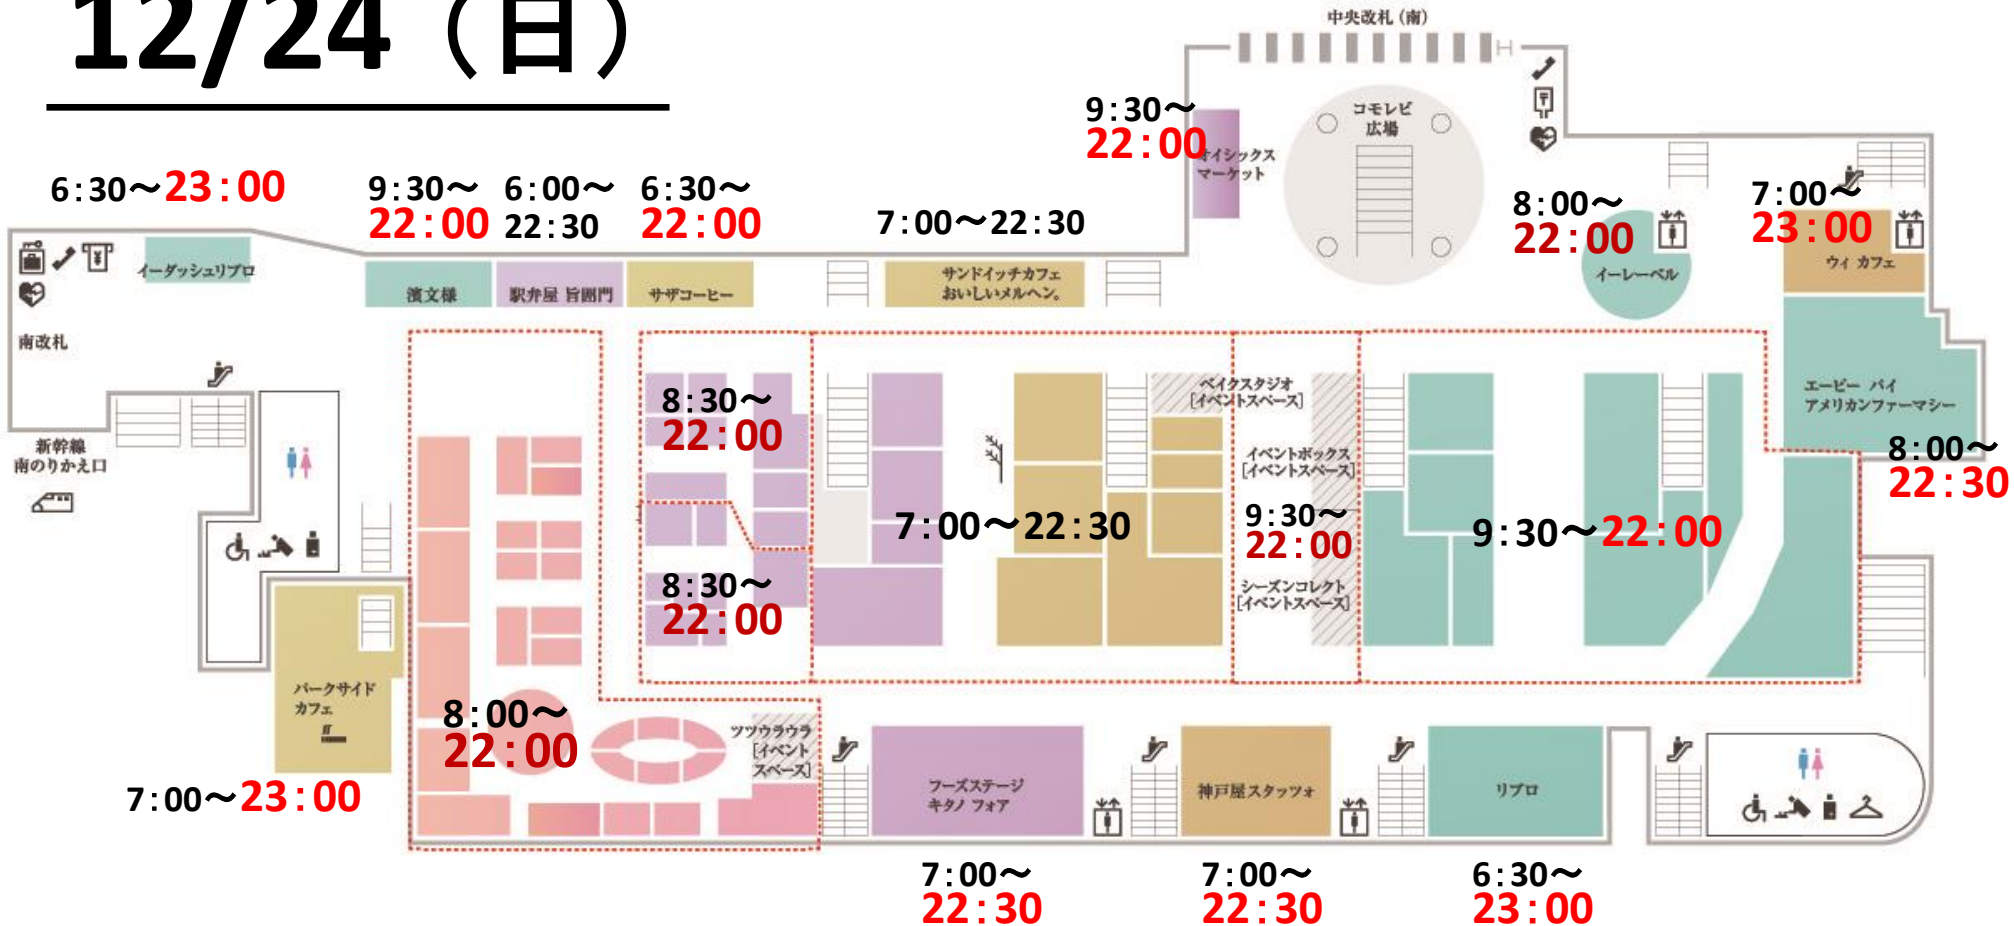 12/24（日）
中央改札（南）
コモレビ
広場
9:30～
22:00
オイシックス
マーケット
6:30～23:00
9:30～
22:00
6:00～
22:30
6:30～
22:00
7:00～22:30
8:00～
22:00
7:00～
23:00
イーダッシュリブロ
濱文様
駅弁屋 旨囲門
サザコーヒー
サンドイッチカフェ
おいしいメルヘン。
イーレーベル
ウィ カフェ
南改札
新幹線
南のりかえ口
8:30～
22:00
ベイクスタジオ
[イベントスペース]
エービー バイ
アメリカンファーマシー
8:00～
22:30
イベントボックス
[イベントスペース]
7:00～22:30
9:30～
22:00
9:30～22:00
8:30～
22:00
シーズンコレクト
[イベントスペース]
パークサイド
カフェ
7:00～23:00
8:00～
22:00
ツヅウラウラ
[イベント
スペース]
フーズステージ
キタノ フォア
神戸屋スタッツォ
リブロ
7:00～
22:30
7:00～
22:30
6:30～
23:00